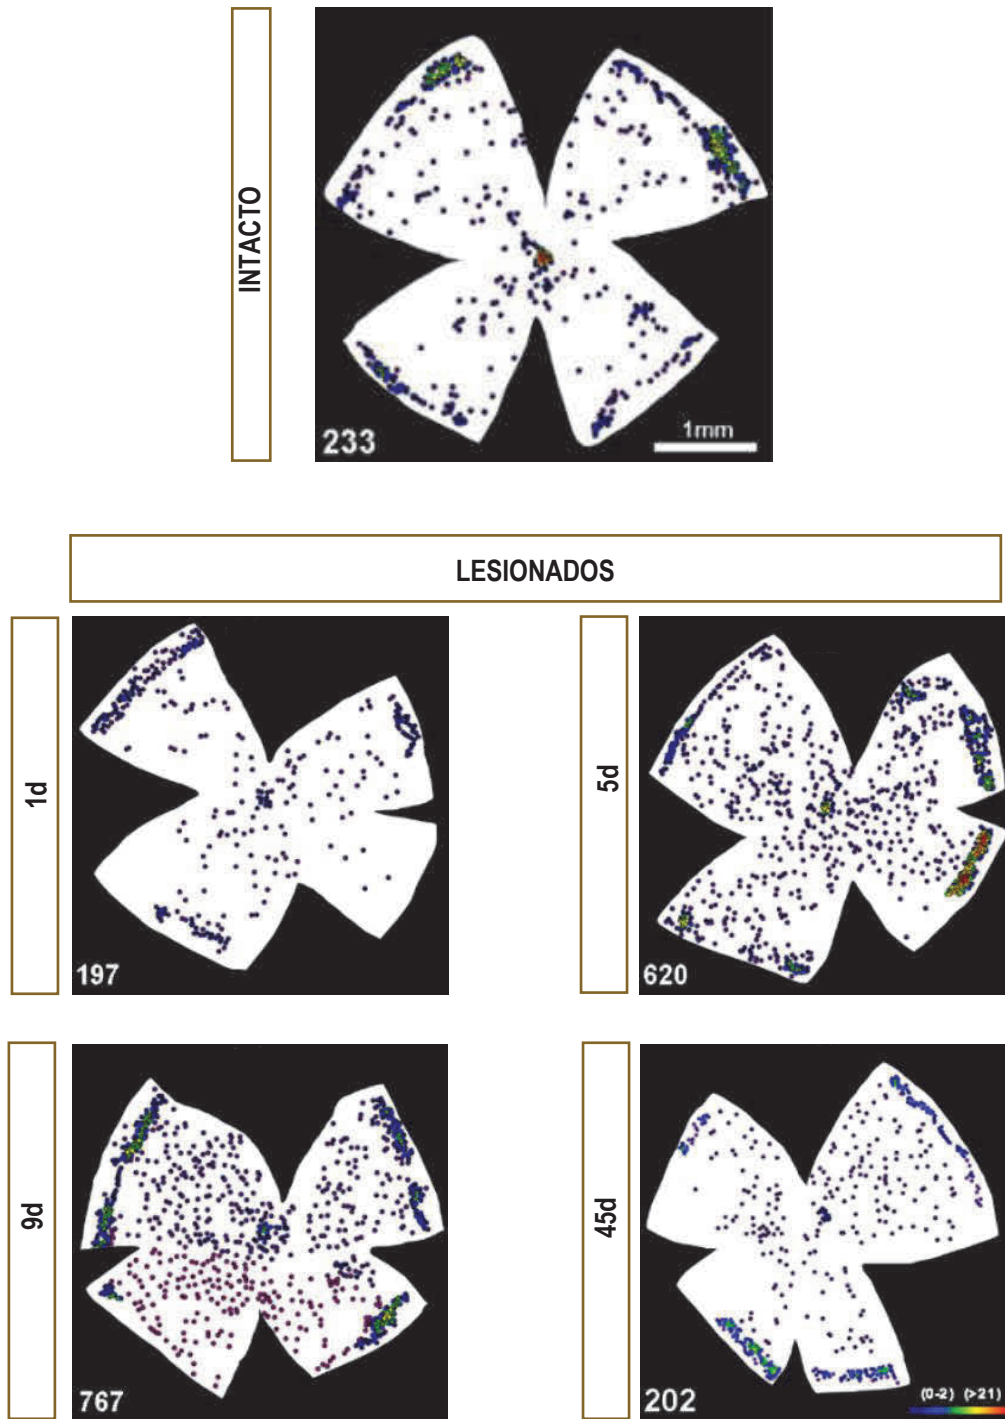 INTACTO
233
1mm
LESIONADOS
1d
197
5d
620
9d
767
45d
202
(0-2) (>21)